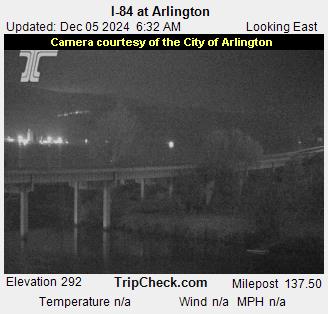 I-84 at Arlington
Updated: Dec 05 2024 6:32 AM Looking East
Camera courtesy of the City of Arlington
Elevation 292 TripCheck.com Milepost 137.50
Temperature n/a Wind n/a MPH n/a